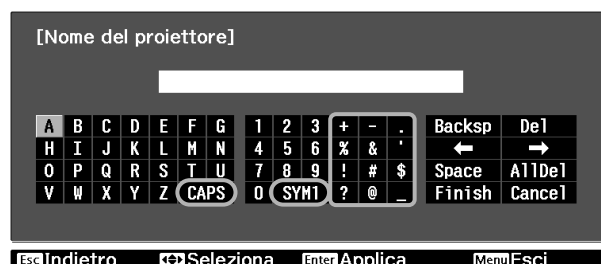 [Nome del proiettore]
A B C D E F G 1 2 3 + - . Backsp Del
H I J K L M N 4 5 6 % & ' ← →
O P Q R S T U 7 8 9 ! # $ Space AllDel
V W X Y Z CAPS 0 SYM1 ? @ _ Finish Cancel
Esc Indietro Seleziona Enter Applica Menu Esci